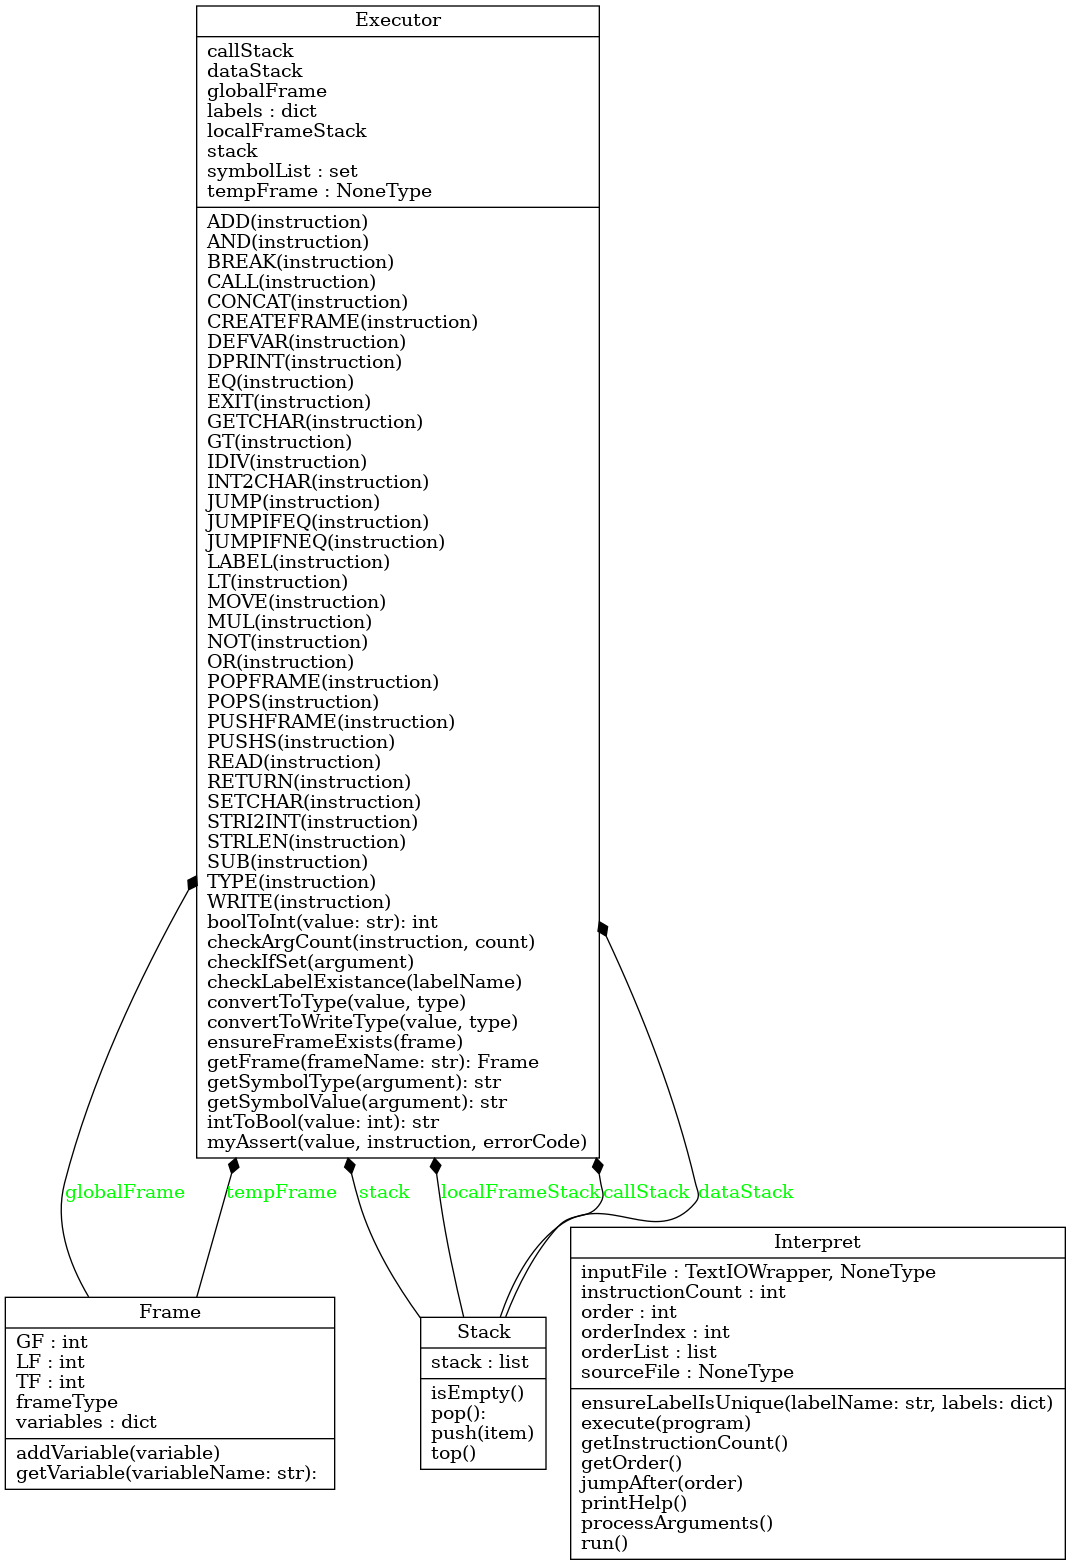 Executor
callStack
dataStack
globalFrame
labels : dict
localFrameStack
stack
symbolList : set
tempFrame : NoneType
ADD(instruction)
AND(instruction)
BREAK(instruction)
CALL(instruction)
CONCAT(instruction)
CREATEFRAME(instruction)
DEFVAR(instruction)
DPRINT(instruction)
EQ(instruction)
EXIT(instruction)
GETCHAR(instruction)
GT(instruction)
IDIV(instruction)
INT2CHAR(instruction)
JUMP(instruction)
JUMPIFEQ(instruction)
JUMPIFNEQ(instruction)
LABEL(instruction)
LT(instruction)
MOVE(instruction)
MUL(instruction)
NOT(instruction)
OR(instruction)
POPFRAME(instruction)
POPS(instruction)
PUSHFRAME(instruction)
PUSHS(instruction)
READ(instruction)
RETURN(instruction)
SETCHAR(instruction)
STRI2INT(instruction)
STRLEN(instruction)
SUB(instruction)
TYPE(instruction)
WRITE(instruction)
boolToInt(value: str): int
checkArgCount(instruction, count)
checkIfSet(argument)
checkLabelExistance(labelName)
convertToType(value, type)
convertToWriteType(value, type)
ensureFrameExists(frame)
getFrame(frameName: str): Frame
getSymbolType(argument): str
getSymbolValue(argument): str
intToBool(value: int): str
myAssert(value, instruction, errorCode)
globalFrame tempFrame stack localFrameStack callStack dataStack
Frame
GF : int
LF : int
TF : int
frameType
variables : dict
addVariable(variable)
getVariable(variableName: str):
Stack
stack : list
isEmpty()
pop():
push(item)
top()
Interpret
inputFile : TextIOWrapper, NoneType
instructionCount : int
order : int
orderIndex : int
orderList : list
sourceFile : NoneType
ensureLabelIsUnique(labelName: str, labels: dict)
execute(program)
getInstructionCount()
getOrder()
jumpAfter(order)
printHelp()
processArguments()
run()